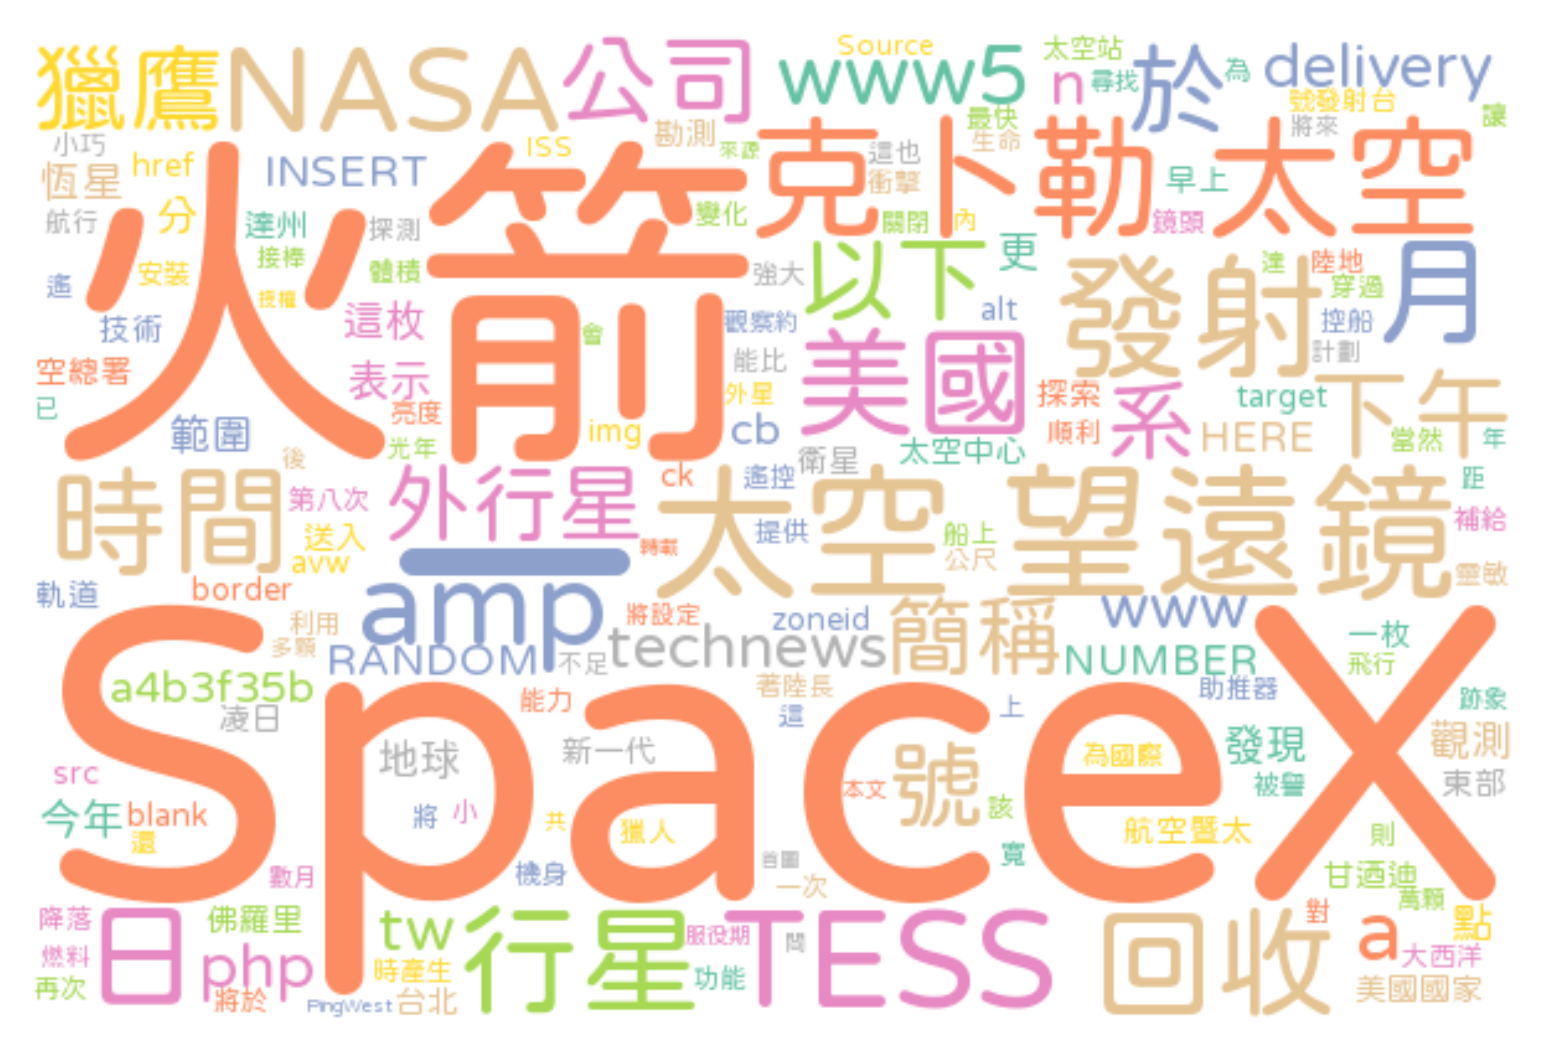 獵鷹 NASA 公司 Source www5 太空站 n 尋找 於 為 delivery
最快 號發射台 將來 讓
小巧 ISS 勘測 來源 這也 生命
恆星 href INSERT 火箭 衝擊 克卜勒太空 早上
航行 分 達州 探測 變化 關閉 內 鏡頭
接棒 以下 更
遙 安裝 體積 強大 發射 達 陸地 月
授權 穿過
技術 這枚 會 觀察約 alt 控船
能比 美國 計劃
空總署 表示 外星 探索 系 target 下午
已 亮度
範圍 光年 img cb 順利 HERE 當然 年
後 太空中心
時間 第八次 外行星 ck 遙控 衛星 太空望遠鏡 距
送入 提供 船上 補給
avw 一 轉載 公尺
軌道 border amp 靈敏
利用 將設定 zoneid 簡稱 www 一枚
多顆 RANDOM 不足 technews NUMBER 飛行
a4b3f35b 能力 著陸長 助推器 跡象
凌日 SpaceX 這 上
地球 新一代 號 為國際 發現 觀測
src 本文 被譽 東部
今年 blank 將 小 共 獵人 該 航空暨太 則
還 首圖 寬
數月 機身 一次 甘迺迪
萬顆
降落 日 佛羅里 tw 行星 服役期 TESS 回收 對 a 點
燃料 php 問 大西洋
再次 時產生 功能
將於 PingWest 台北 美國國家